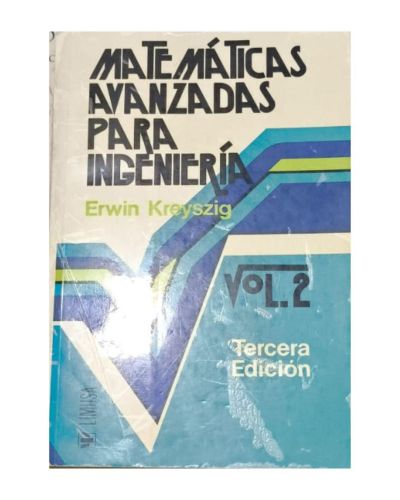 MATEMÁTICAS
AVANZADAS
PARA
INGENIERÍA
Erwin Kreyszig
VOL. 2
Tercera
Edición
LIMUSA